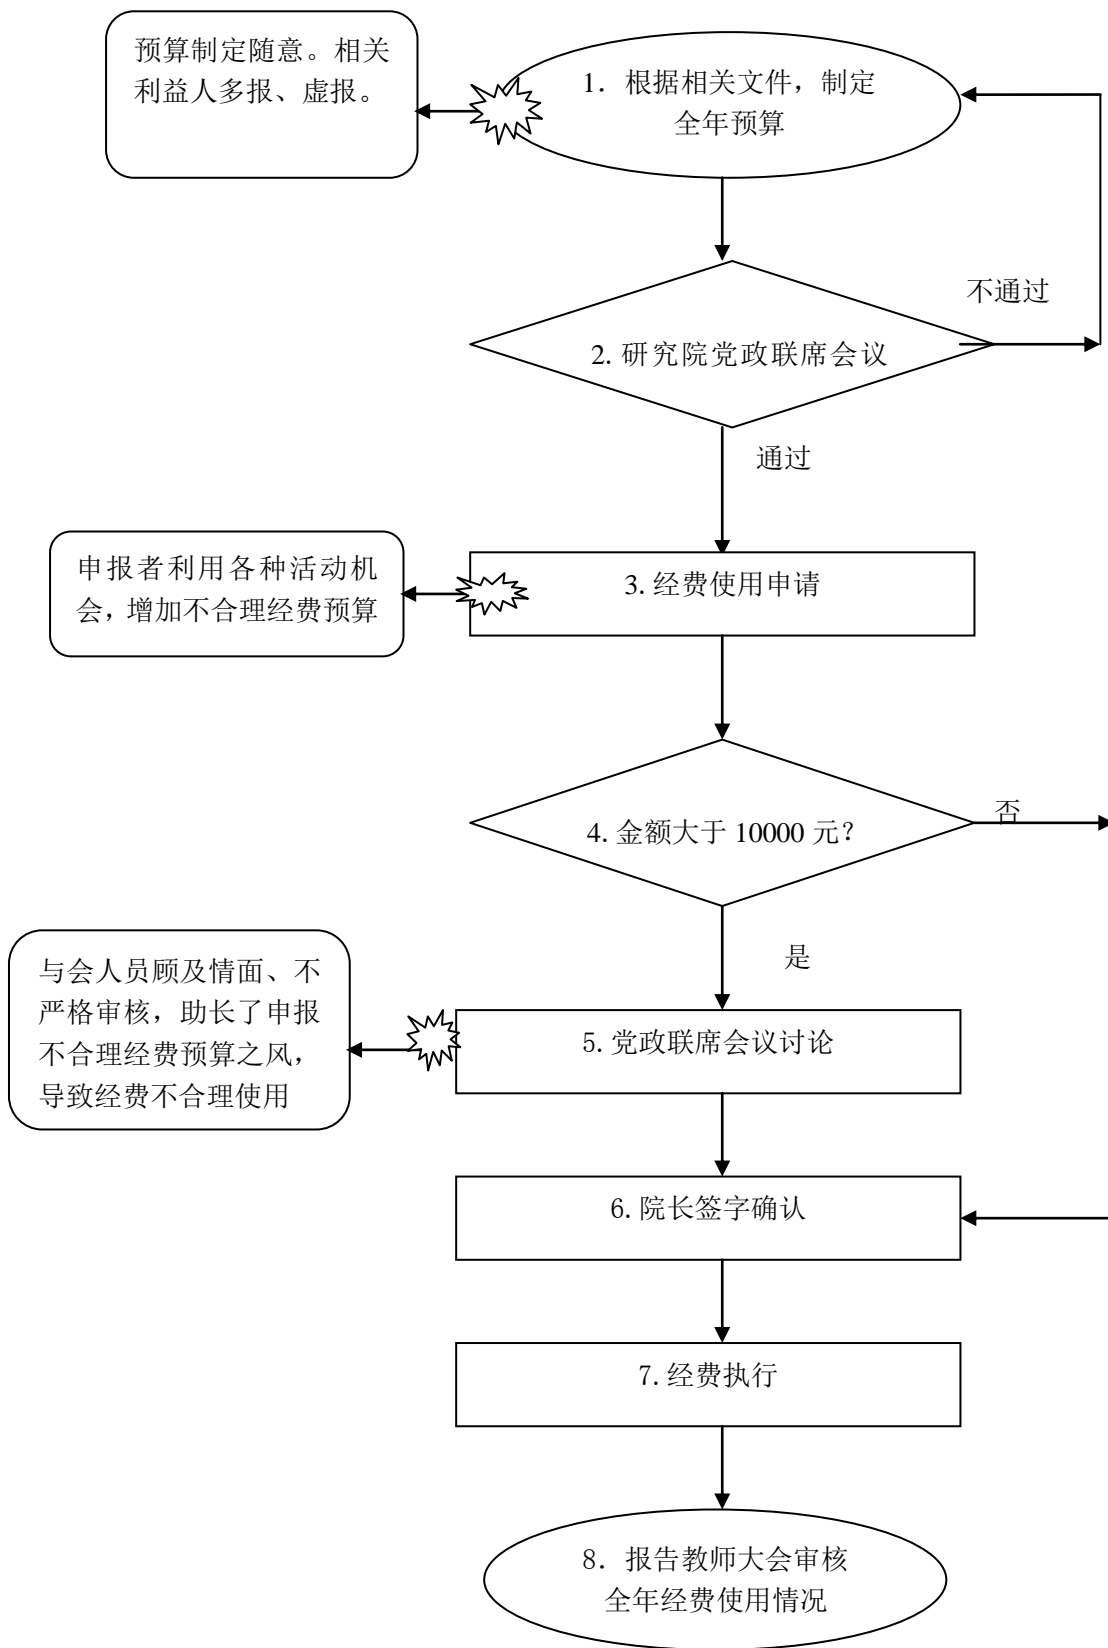 预算制定随意。相关
利益人多报、虚报。
1. 根据相关文件，制定
全年预算
不通过
2. 研究院党政联席会议
通过
申报者利用各种活动机
会，增加不合理经费预算
3. 经费使用申请
4. 金额大于 10000 元？
否
是
与会人员顾及情面、不
严格审核，助长了申报
不合理经费预算之风，
导致经费不合理使用
5. 党政联席会议讨论
6. 院长签字确认
7. 经费执行
8. 报告教师大会审核
全年经费使用情况